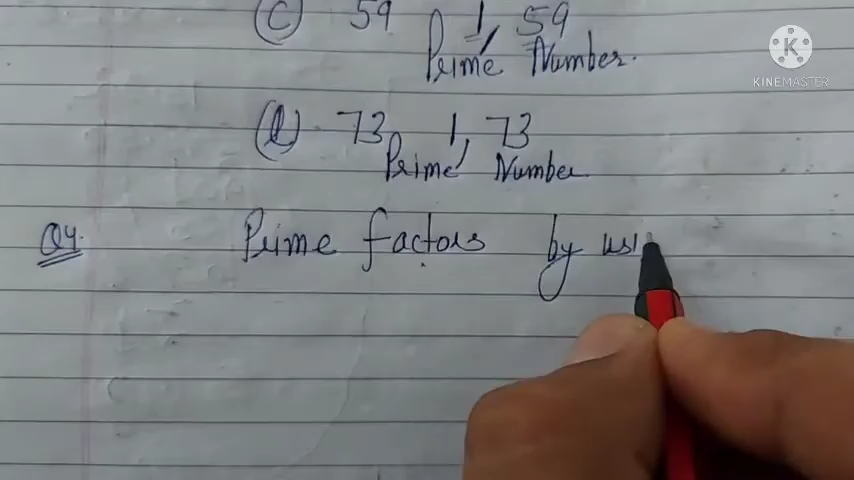 (C) 59 1, 59
Prime Number.
K
KINEMASTER
(l) 73 1, 73
Prime Number
Q4. Prime factors by usi